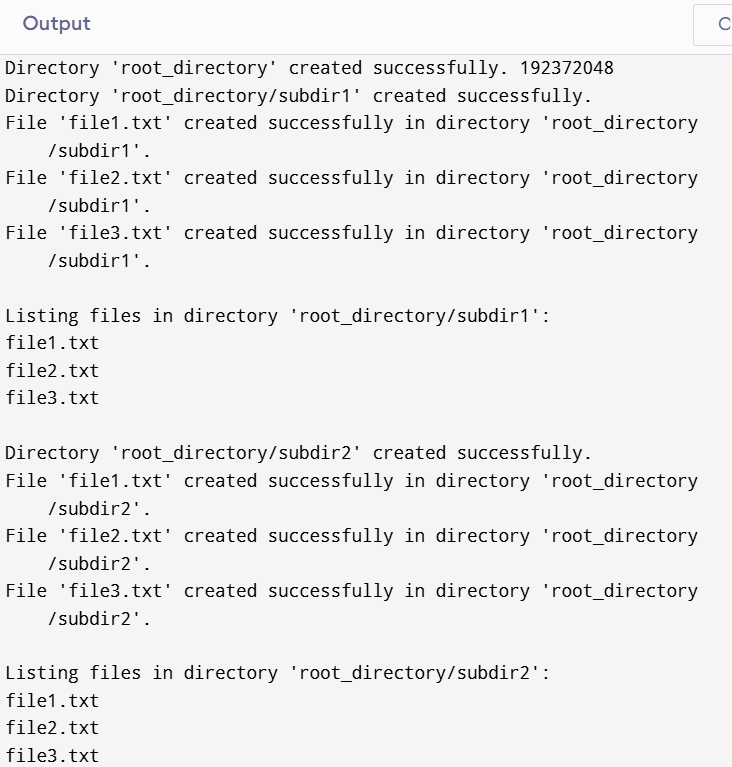 Output
C
Directory 'root_directory' created successfully. 192372048
Directory 'root_directory/subdir1' created successfully.
File 'file1.txt' created successfully in directory 'root_directory
/subdir1'.
File 'file2.txt' created successfully in directory 'root_directory
/subdir1'.
File 'file3.txt' created successfully in directory 'root_directory
/subdir1'.
Listing files in directory 'root_directory/subdir1':
file1.txt
file2.txt
file3.txt
Directory 'root_directory/subdir2' created successfully.
File 'file1.txt' created successfully in directory 'root_directory
/subdir2'.
File 'file2.txt' created successfully in directory 'root_directory
/subdir2'.
File 'file3.txt' created successfully in directory 'root_directory
/subdir2'.
Listing files in directory 'root_directory/subdir2':
file1.txt
file2.txt
file3.txt